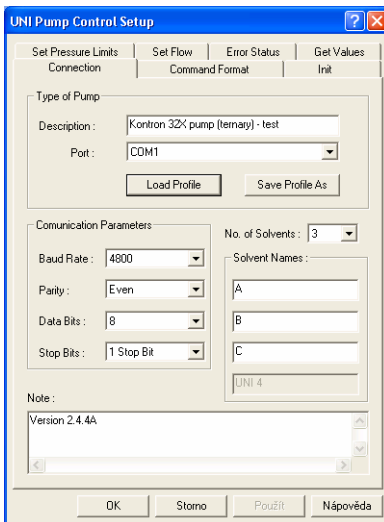 UNI Pump Control Setup
Set Pressure Limits Set Flow Error Status Get Values
Connection Command Format Init
Type of Pump
Description : Kontron 32X pump (ternary) - test
Port : COM1
Load Profile Save Profile As
Comunication Parameters No. of Solvents : 3
Baud Rate : 4800 Solvent Names :
Parity : Even A
Data Bits : 8 B
Stop Bits : 1 Stop Bit C
UNI 4
Note :
Version 2.4.4A
OK Storno Použít Nápověda